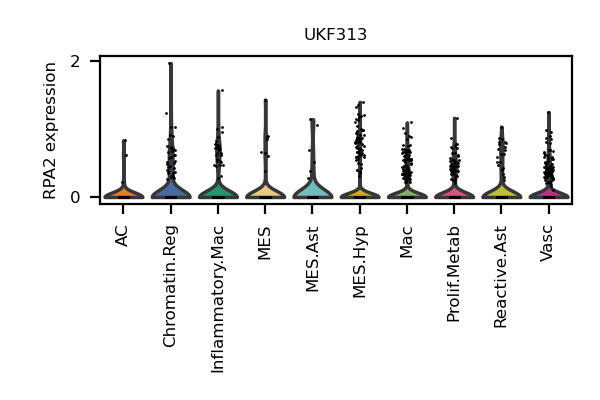 UKF313
RPA2 expression
2
0
AC
Chromatin.Reg
Inflammatory.Mac
MES
MES.Ast
MES.Hyp
Mac
Prolif.Metab
Reactive.Ast
Vasc